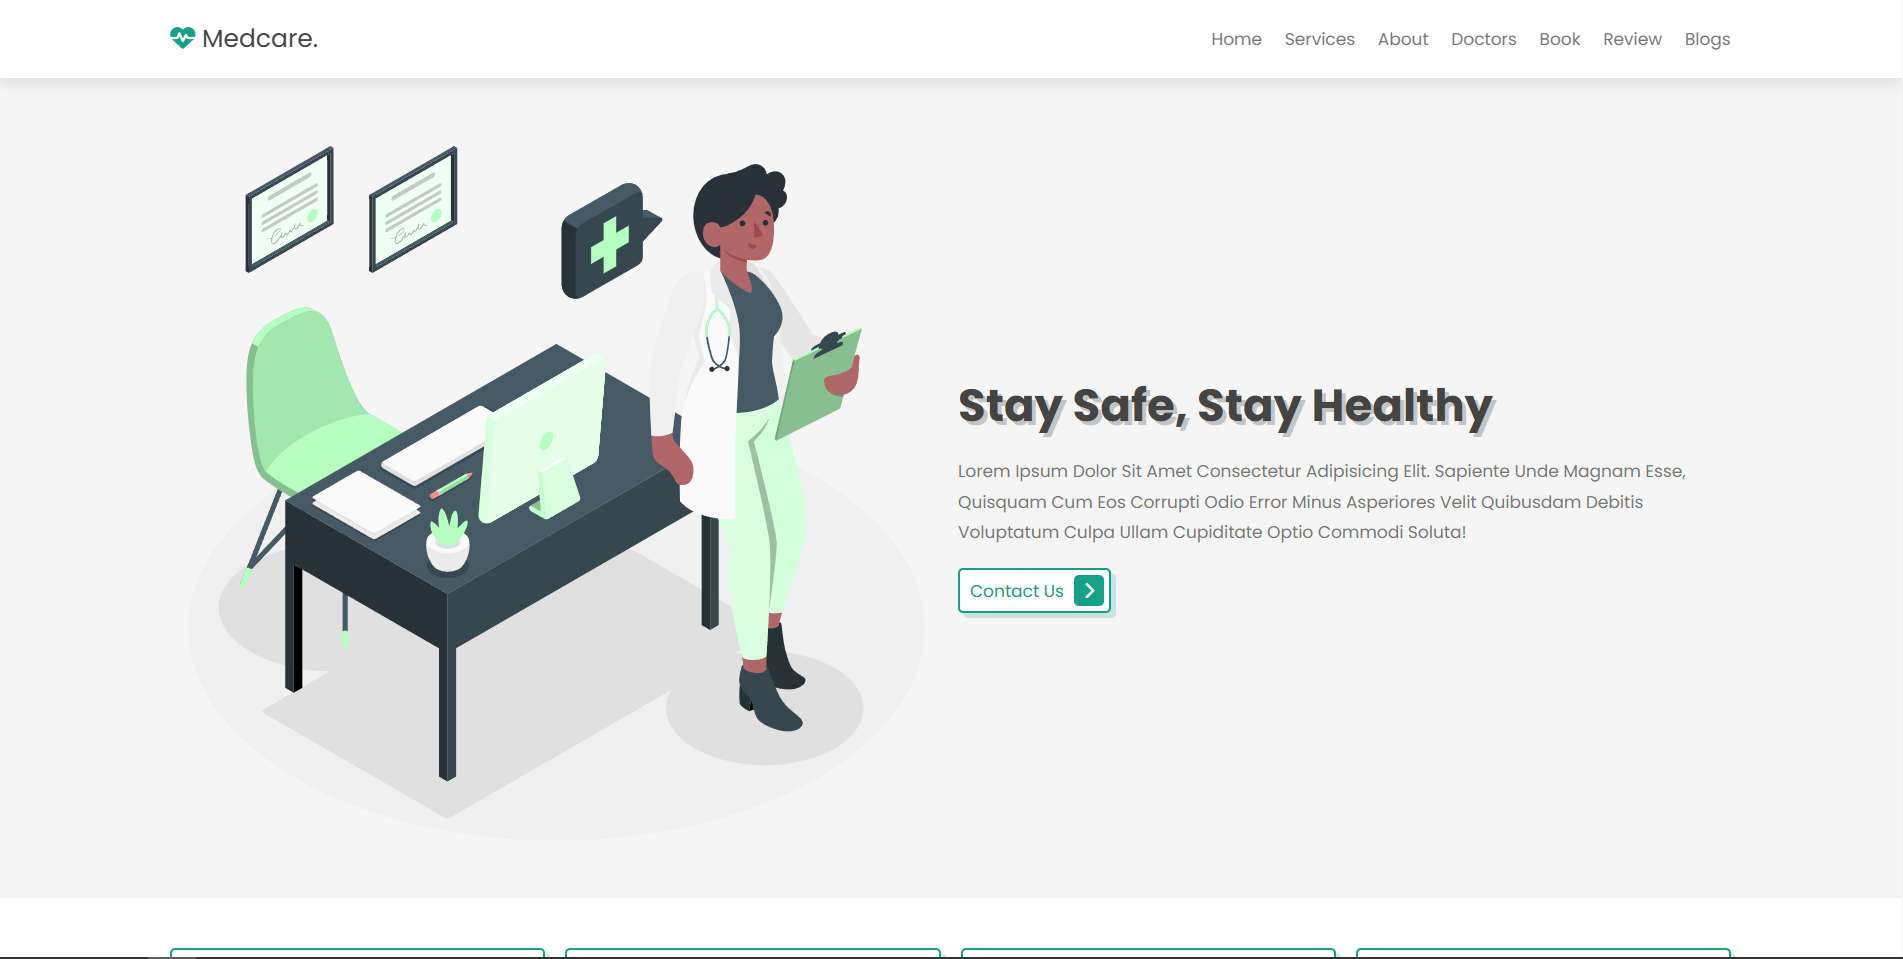 Medcare.
Home Services About Doctors Book Review Blogs
Stay Safe, Stay Healthy
Lorem Ipsum Dolor Sit Amet Consectetur Adipisicing Elit. Sapiente Unde Magnam Esse,
Quisquam Cum Eos Corrupti Odio Error Minus Asperiores Velit Quibusdam Debitis
Voluptatum Culpa Ullam Cupiditate Optio Commodi Soluta!
Contact Us